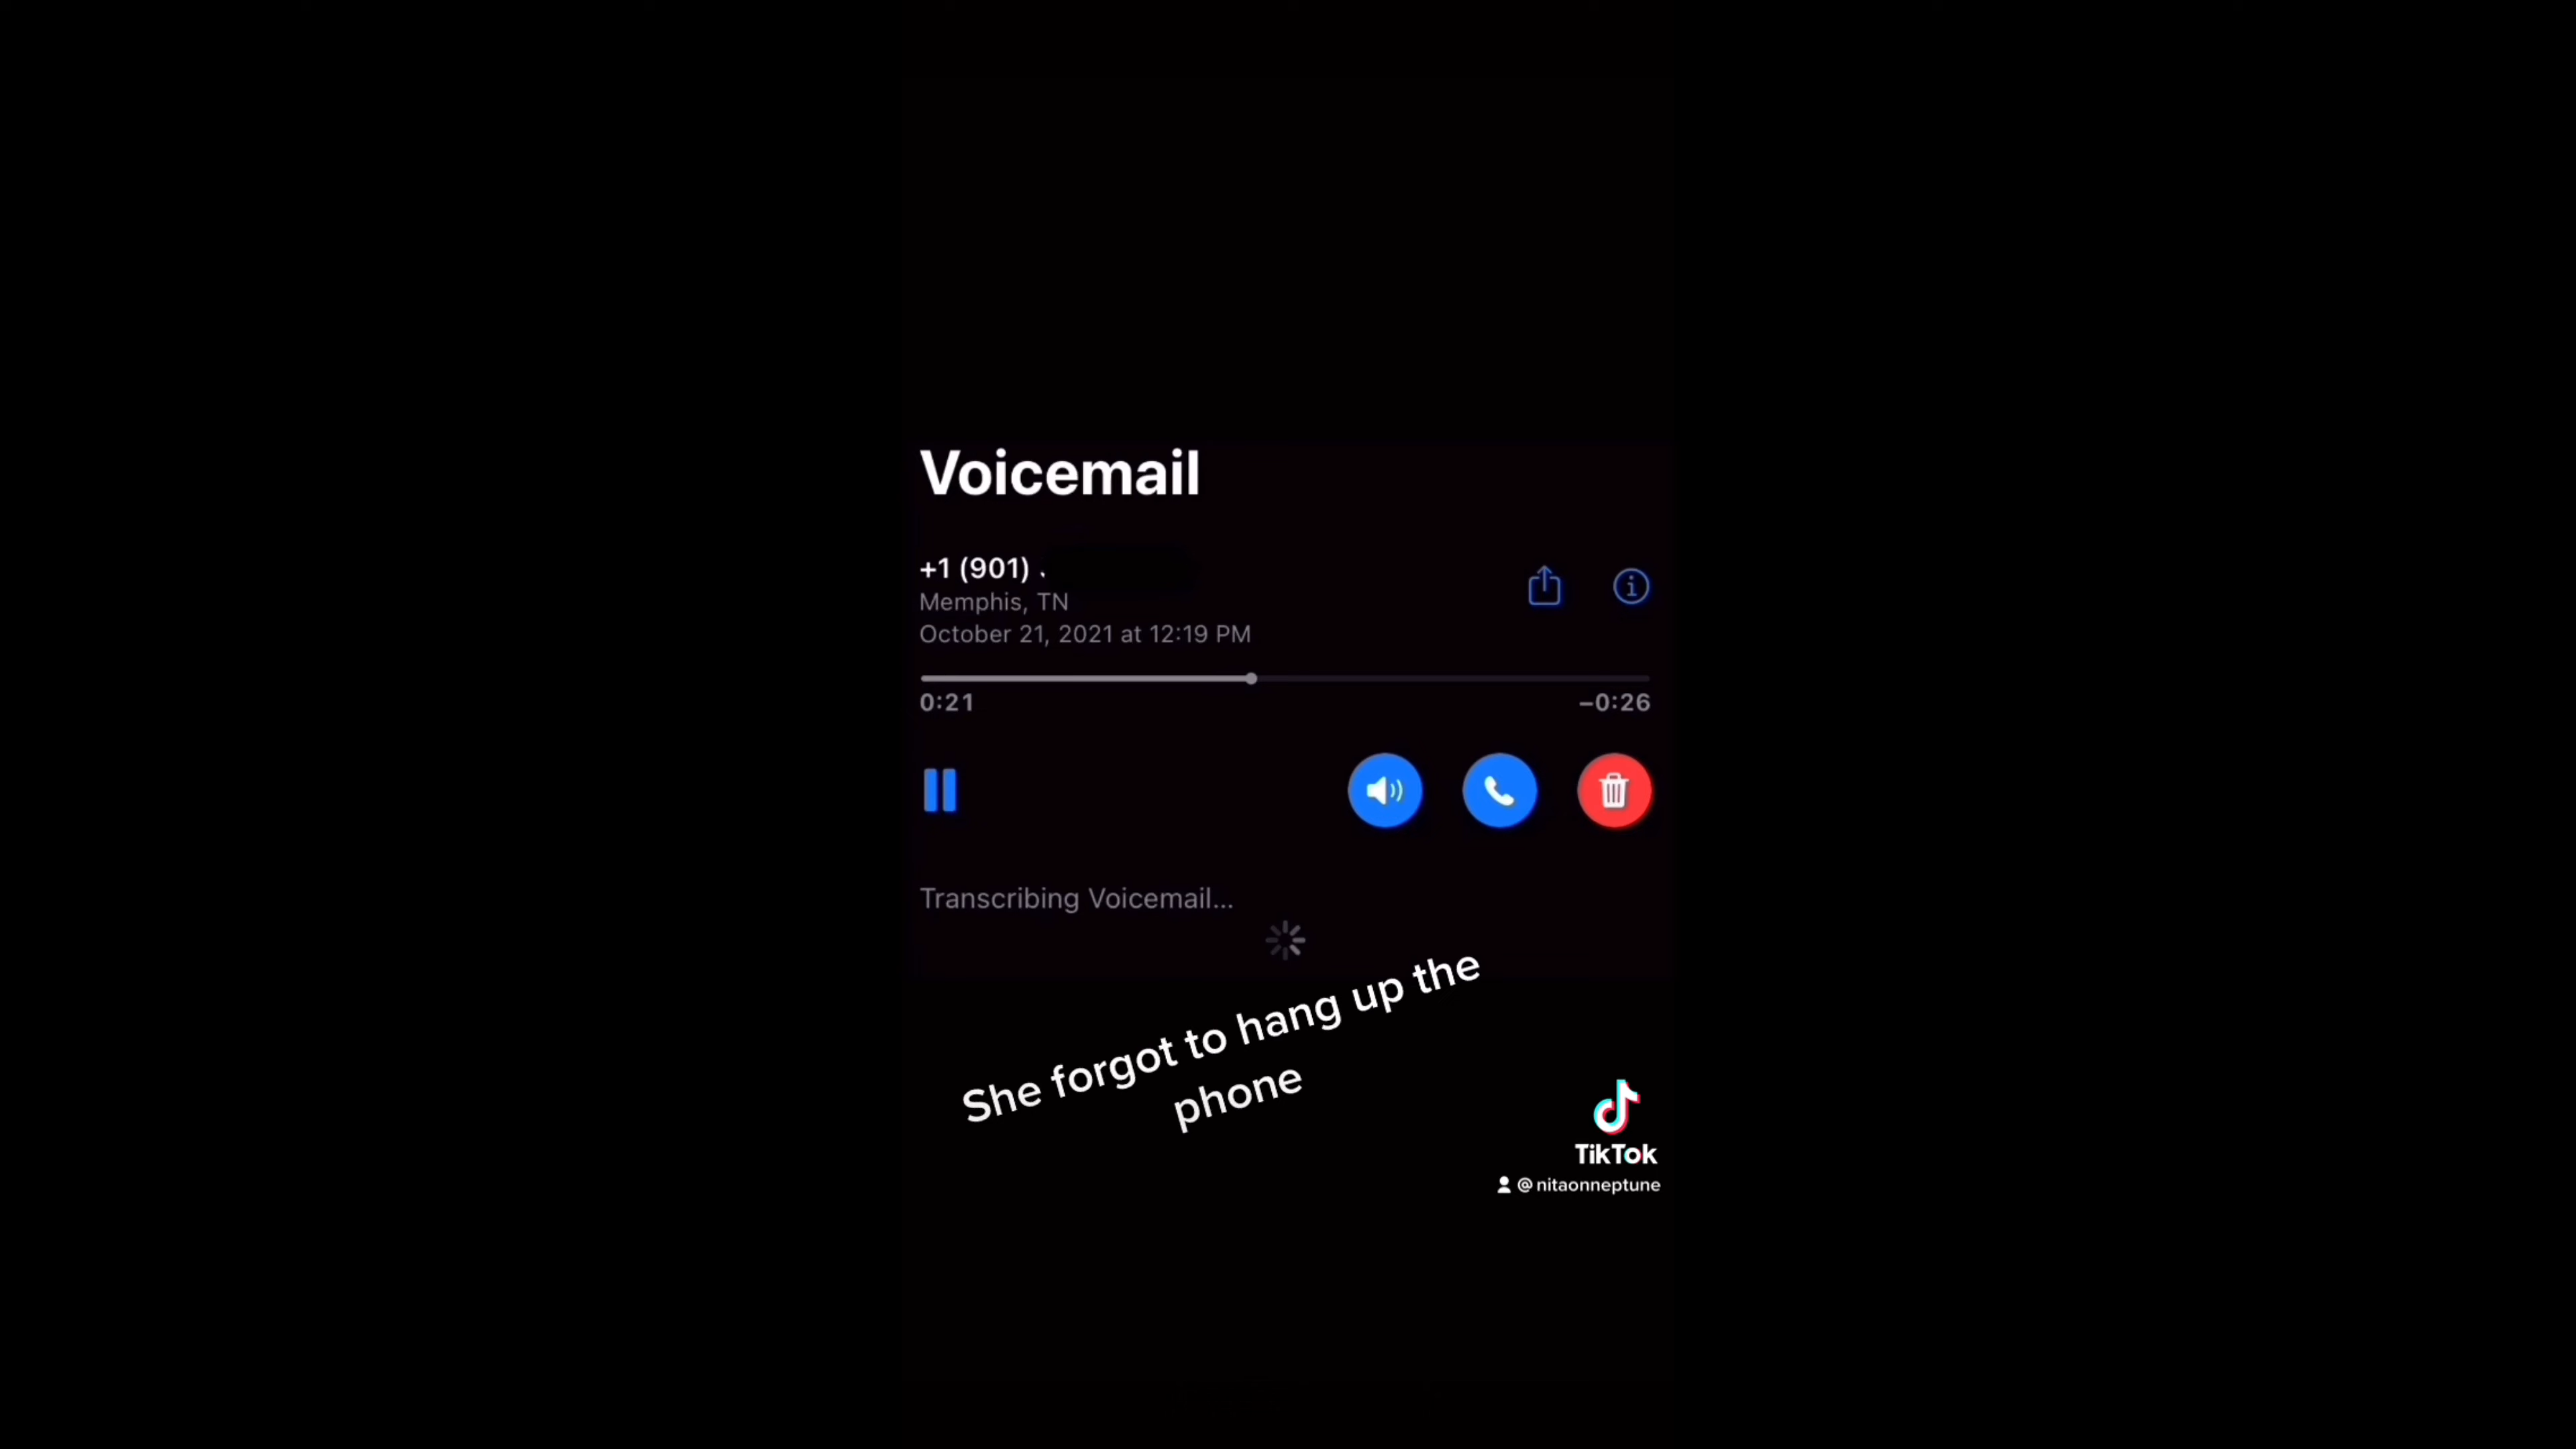 Voicemail
+1 (901)
Memphis, TN
October 21, 2021 at 12:19 PM
0:21
–0:26
Transcribing Voicemail...
She forgot to hang up the
phone
TikTok
@nitaonneptune